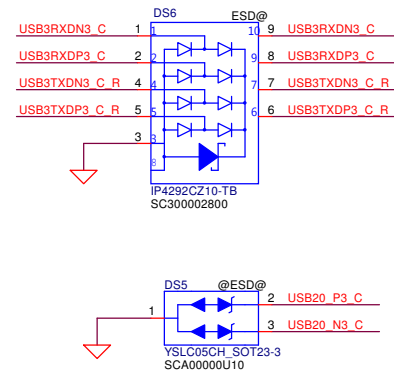 DS6 ESD@
USB3RXDN3_C 1 1 10 9 USB3RXDN3_C
USB3RXDP3_C 2 2 9 8 USB3RXDP3_C
USB3TXDN3_C_R 4 4 7 7 USB3TXDN3_C_R
USB3TXDP3_C_R 5 5 6 6 USB3TXDP3_C_R
3 3
8
IP4292CZ10-TB
SC300002800
DS5 @ESD@
1 2 USB20_P3_C
3 USB20_N3_C
YSLC05CH_SOT23-3
SCA00000U10